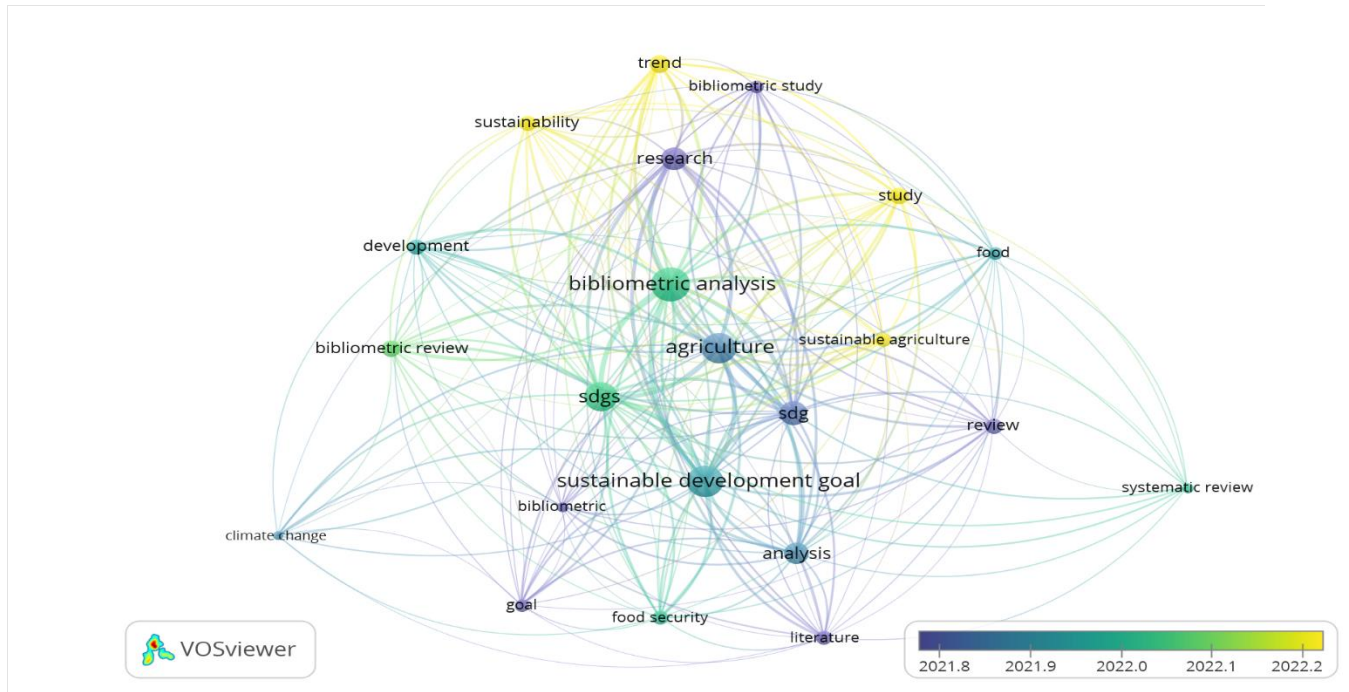 trend
bibliometric study
sustainability
research
study
development
food
bibliometric analysis
bibliometric review
agriculture
sustainable agriculture
sdgs
sdg
review
sustainable development goal
systematic review
bibliometric
climate change
analysis
goal
food security
literature
VOSviewer
2021.8 2021.9 2022.0 2022.1 2022.2